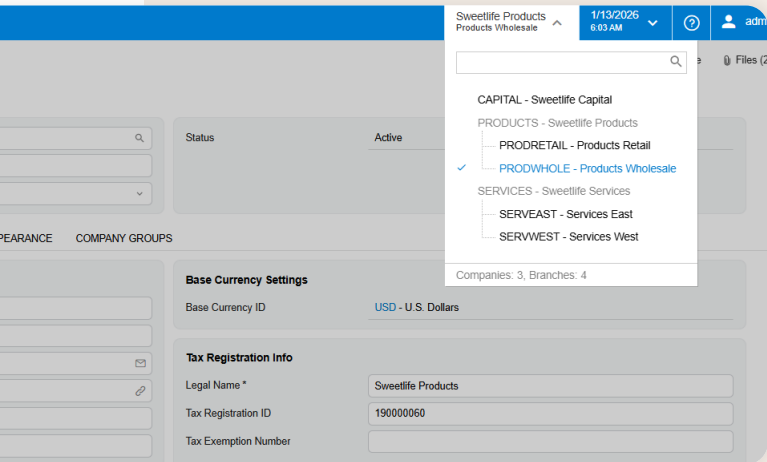 Sweetlife Products
Products Wholesale
1/13/2026
6:03 AM
Files
CAPITAL - Sweetlife Capital
PRODUCTS - Sweetlife Products
PRODRETAIL - Products Retail
PRODWHOLE - Products Wholesale
SERVICES - Sweetlife Services
SERVEAST - Services East
SERVWEST - Services West
Companies: 3, Branches: 4
Status
Active
COMPANY GROUPS
Base Currency Settings
Base Currency ID
USD - U.S. Dollars
Tax Registration Info
Legal Name *
Sweetlife Products
Tax Registration ID
190000060
Tax Exemption Number